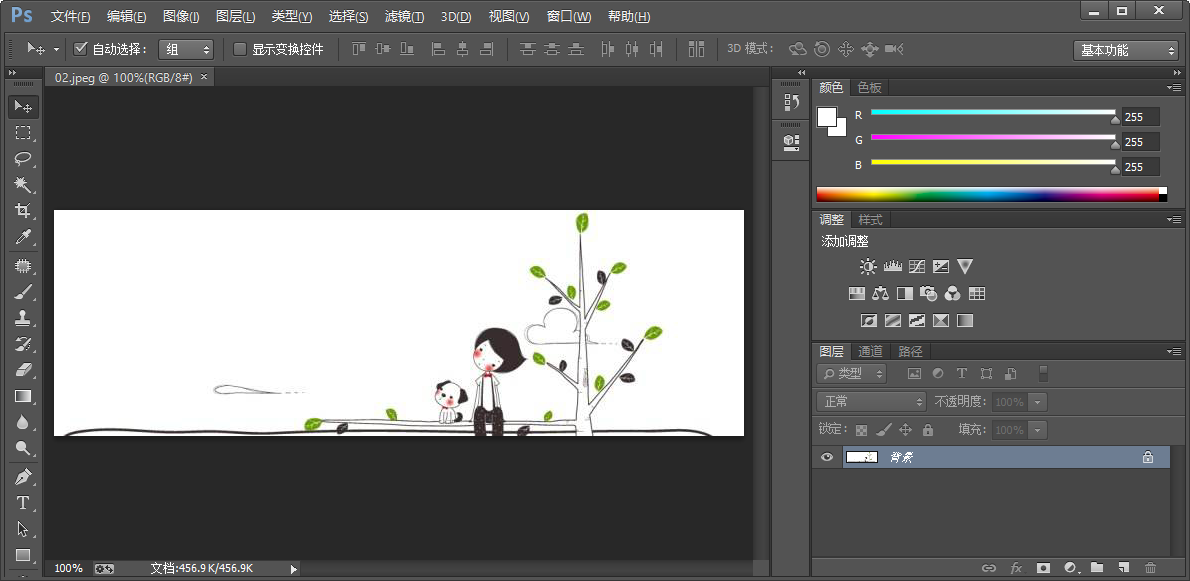 Ps 文件(F) 编辑(E) 图像(I) 图层(L) 类型(Y) 选择(S) 滤镜(T) 3D(D) 视图(V) 窗口(W) 帮助(H)
自动选择： 组 显示变换控件 3D 模式： 基本功能
02.jpeg @ 100%(RGB/8#) ×
颜色 色板
R 255
G 255
B 255
调整 样式
添加调整
图层 通道 路径
类型 T
正常 不透明度： 100%
锁定： 填充： 100%
背景
T
100% 文档:456.9K/456.9K
fx